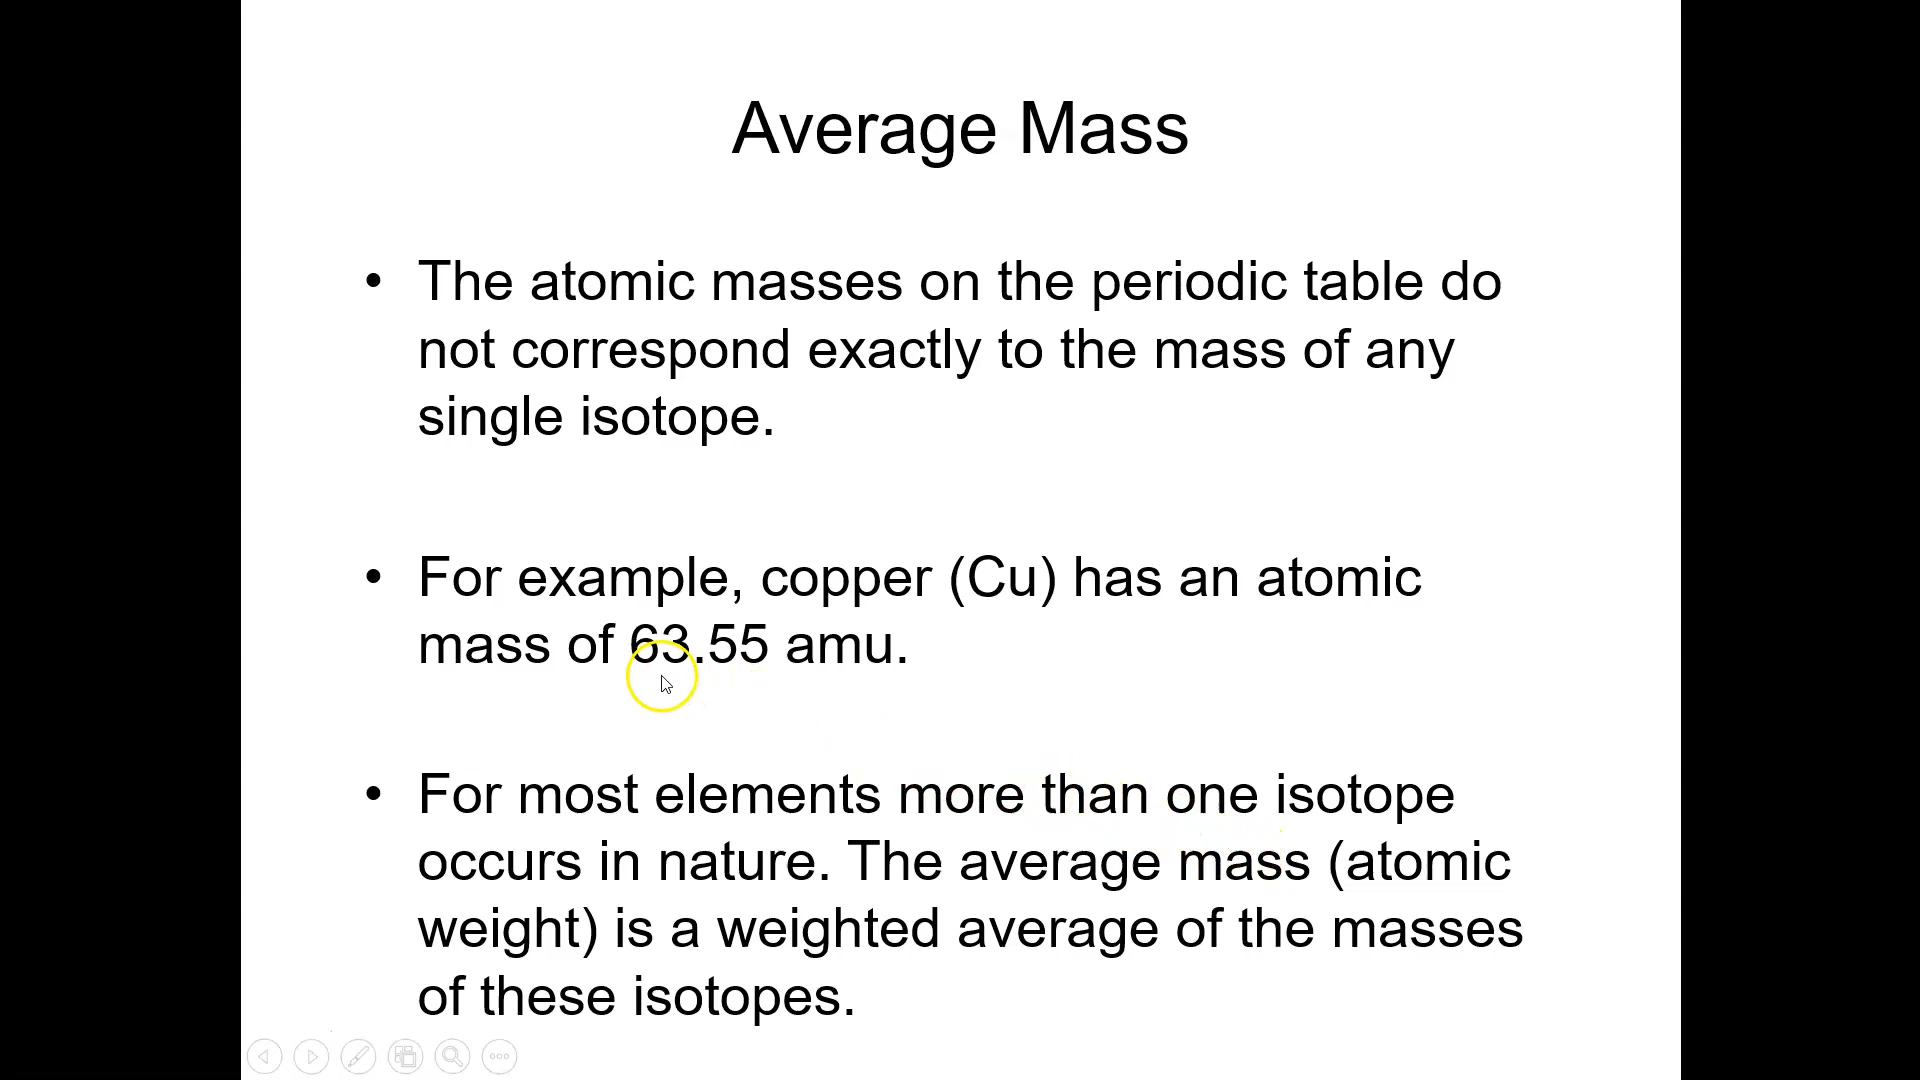 Average Mass
• The atomic masses on the periodic table do
not correspond exactly to the mass of any
single isotope.
• For example, copper (Cu) has an atomic
mass of 63.55 amu.
• For most elements more than one isotope
occurs in nature. The average mass (atomic
weight) is a weighted average of the masses
of these isotopes.